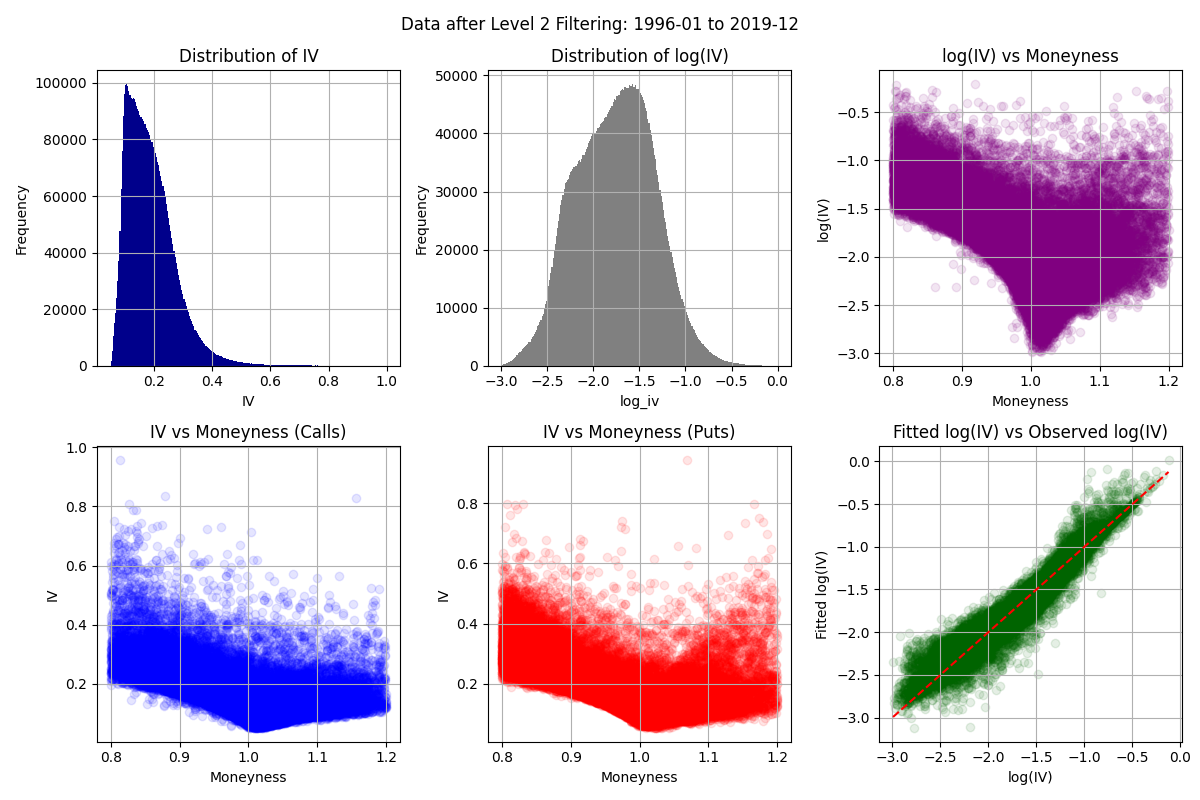 Data after Level 2 Filtering: 1996-01 to 2019-12
Distribution of IV
Frequency
100000
80000
60000
40000
20000
0
0.2 0.4 0.6 0.8 1.0
IV
Distribution of log(IV)
Frequency
50000
40000
30000
20000
10000
0
−3.0 −2.5 −2.0 −1.5 −1.0 −0.5 0.0
log_iv
log(IV) vs Moneyness
log(IV)
−0.5
−1.0
−1.5
−2.0
−2.5
−3.0
0.8 0.9 1.0 1.1 1.2
Moneyness
IV vs Moneyness (Calls)
IV
1.0
0.8
0.6
0.4
0.2
0.8 0.9 1.0 1.1 1.2
Moneyness
IV vs Moneyness (Puts)
IV
0.8
0.6
0.4
0.2
0.8 0.9 1.0 1.1 1.2
Moneyness
Fitted log(IV) vs Observed log(IV)
Fitted log(IV)
0.0
−0.5
−1.0
−1.5
−2.0
−2.5
−3.0
−3.0 −2.5 −2.0 −1.5 −1.0 −0.5 0.0
log(IV)